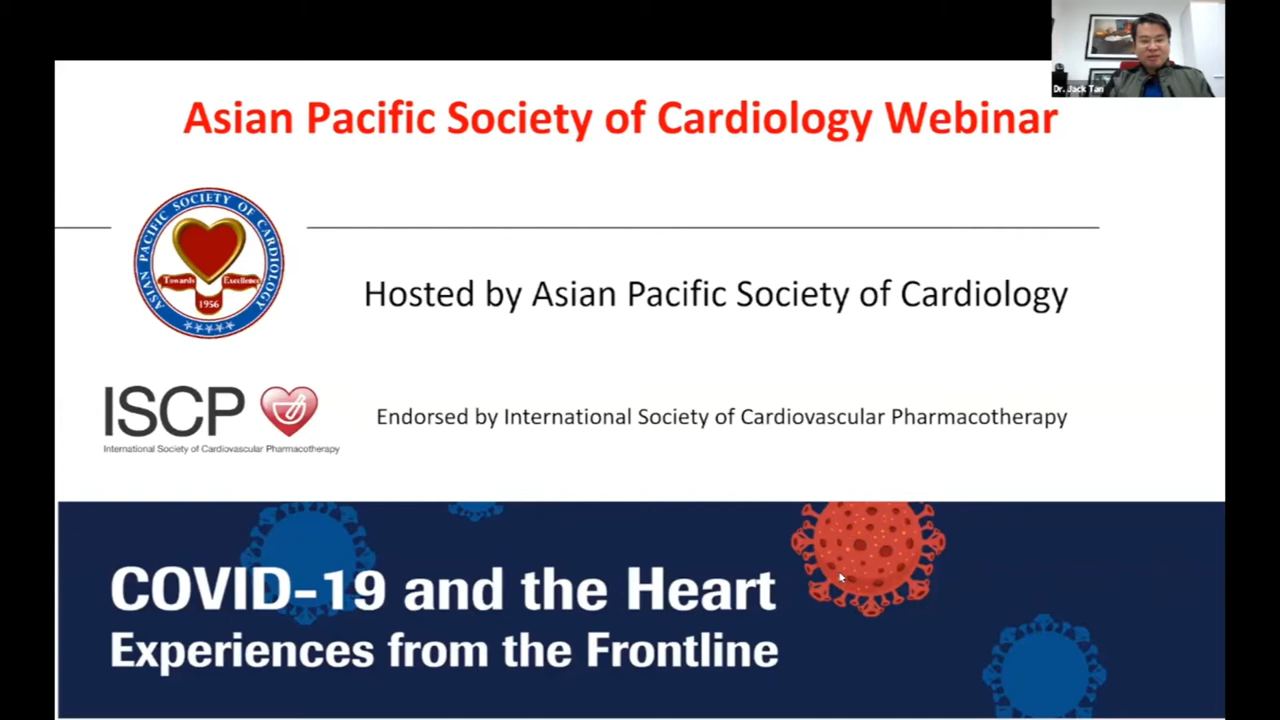 Dr. Jack Tan
Asian Pacific Society of Cardiology Webinar
ASIAN PACIFIC SOCIETY OF CARDIOLOGY
Towards Excellence
1956
Hosted by Asian Pacific Society of Cardiology
ISCP
International Society of Cardiovascular Pharmacotherapy
Endorsed by International Society of Cardiovascular Pharmacotherapy
COVID-19 and the Heart
Experiences from the Frontline